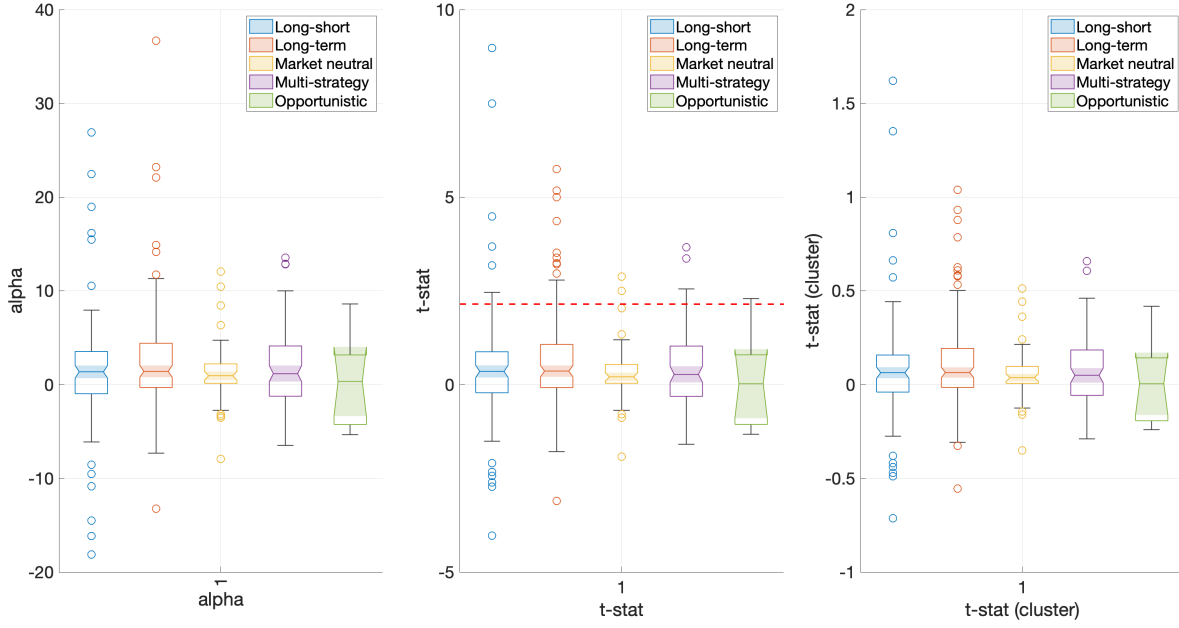 40
30
20
10
0
-10
-20
alpha
1
alpha
Long-short
Long-term
Market neutral
Multi-strategy
Opportunistic
10
5
0
-5
t-stat
1
t-stat
Long-short
Long-term
Market neutral
Multi-strategy
Opportunistic
2
1.5
1
0.5
0
-0.5
-1
t-stat (cluster)
1
t-stat (cluster)
Long-short
Long-term
Market neutral
Multi-strategy
Opportunistic